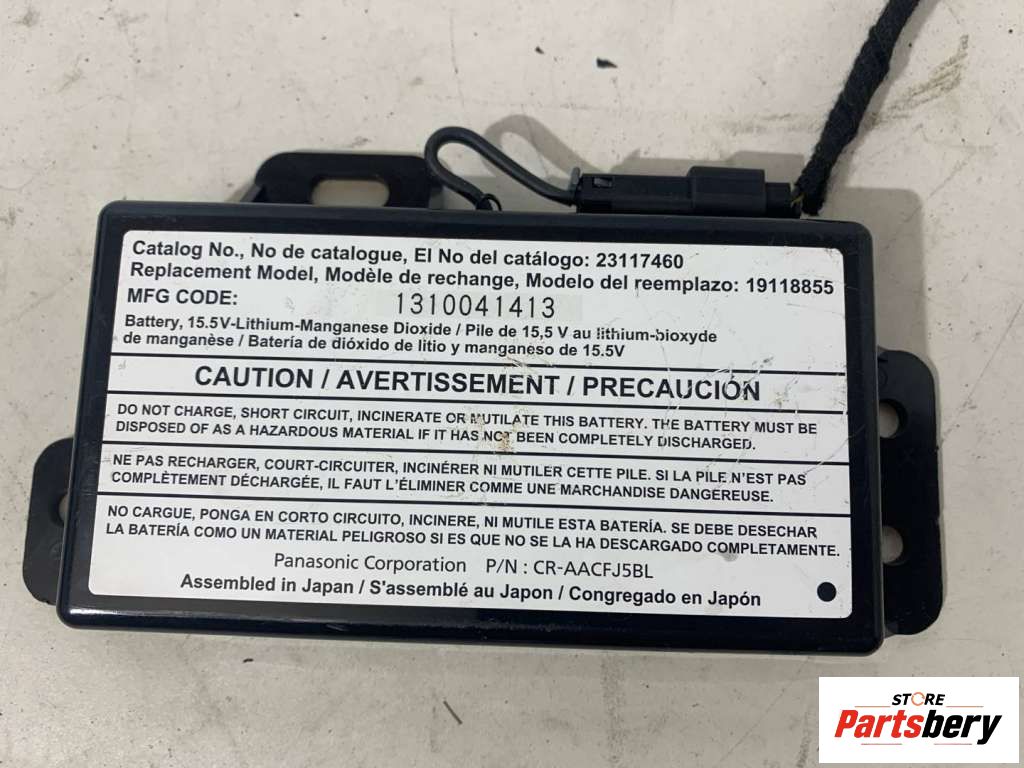 Catalog No., No de catalogue, El No del catálogo: 23117460
Replacement Model, Modèle de rechange, Modelo del reemplazo: 19118855
MFG CODE: 1310041413
Battery, 15.5V-Lithium-Manganese Dioxide / Pile de 15,5 V au lithium-bioxyde
de manganèse / Batería de dióxido de litio y manganeso de 15.5V
CAUTION / AVERTISSEMENT / PRECAUCIÓN
DO NOT CHARGE, SHORT CIRCUIT, INCINERATE OR MUTILATE THIS BATTERY. THE BATTERY MUST BE
DISPOSED OF AS A HAZARDOUS MATERIAL IF IT HAS NOT BEEN COMPLETELY DISCHARGED.
NE PAS RECHARGER, COURT-CIRCUITER, INCINÉRER NI MUTILER CETTE PILE. SI LA PILE N'EST PAS
COMPLÈTEMENT DÉCHARGÉE, IL FAUT L'ÉLIMINER COMME UNE MARCHANDISE DANGÉREUSE.
NO CARGUE, PONGA EN CORTO CIRCUITO, INCINERE, NI MUTILE ESTA BATERÍA. SE DEBE DESECHAR
LA BATERÍA COMO UN MATERIAL PELIGROSO SI ES QUE NO SE LA HA DESCARGADO COMPLETAMENTE.
Panasonic Corporation P/N : CR-AACFJ5BL
Assembled in Japan / S'assemblé au Japon / Congregado en Japón
STORE
Partsbery